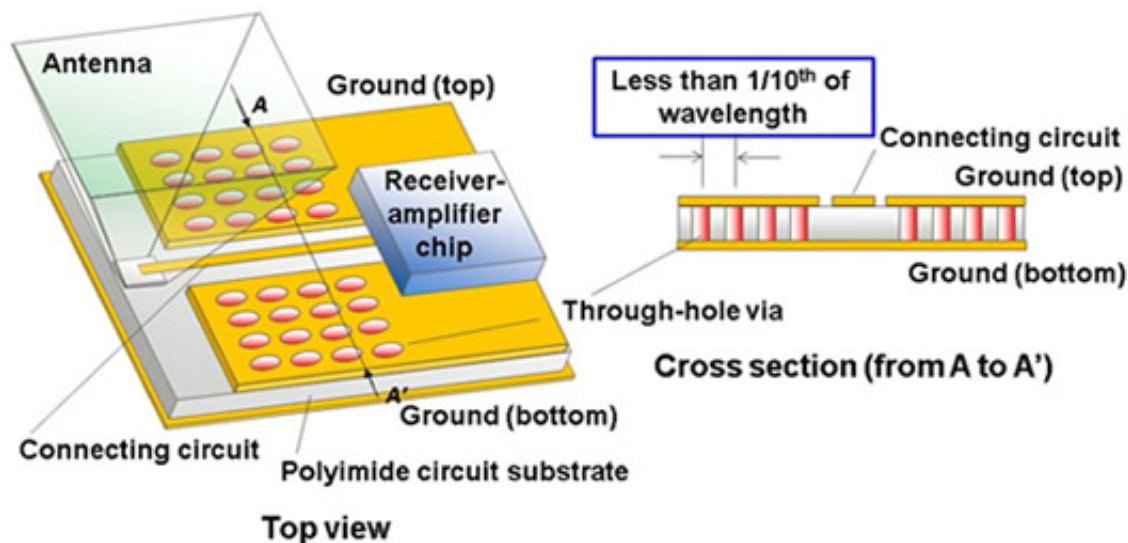 Antenna
A
Ground (top)
Receiver-
amplifier
chip
A'
Ground (bottom)
Connecting circuit
Polyimide circuit substrate
Top view
Less than 1/10th of
wavelength
Connecting circuit
Ground (top)
Ground (bottom)
Through-hole via
Cross section (from A to A')